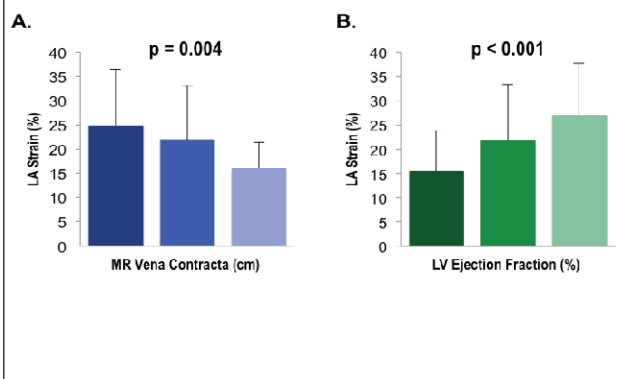 A.
p = 0.004
40
35
30
25
20
15
10
5
0
LA Strain (%)
MR Vena Contracta (cm)
B.
p < 0.001
40
35
30
25
20
15
10
5
0
LA Strain (%)
LV Ejection Fraction (%)